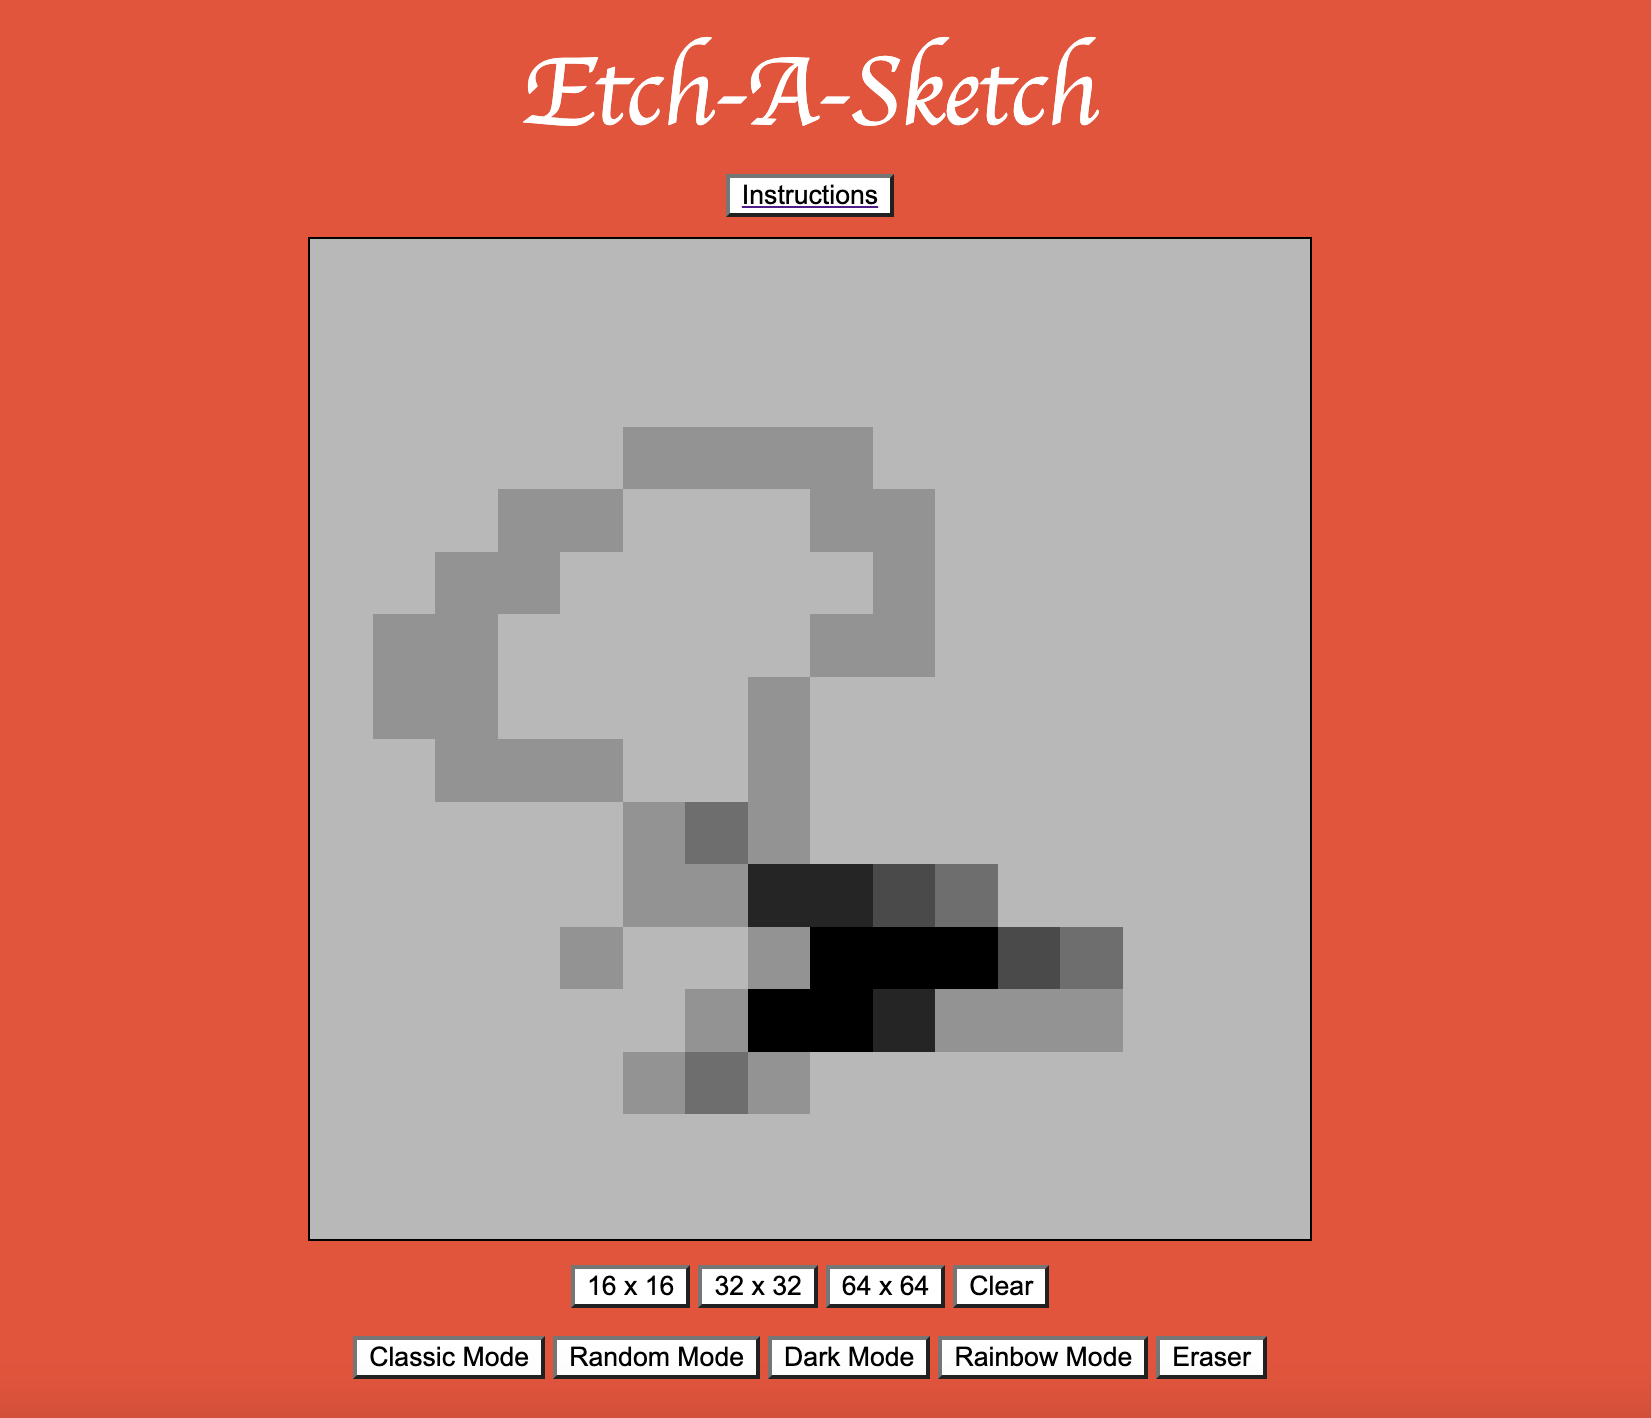 Etch-A-Sketch
Instructions
16 x 16 32 x 32 64 x 64 Clear
Classic Mode Random Mode Dark Mode Rainbow Mode Eraser